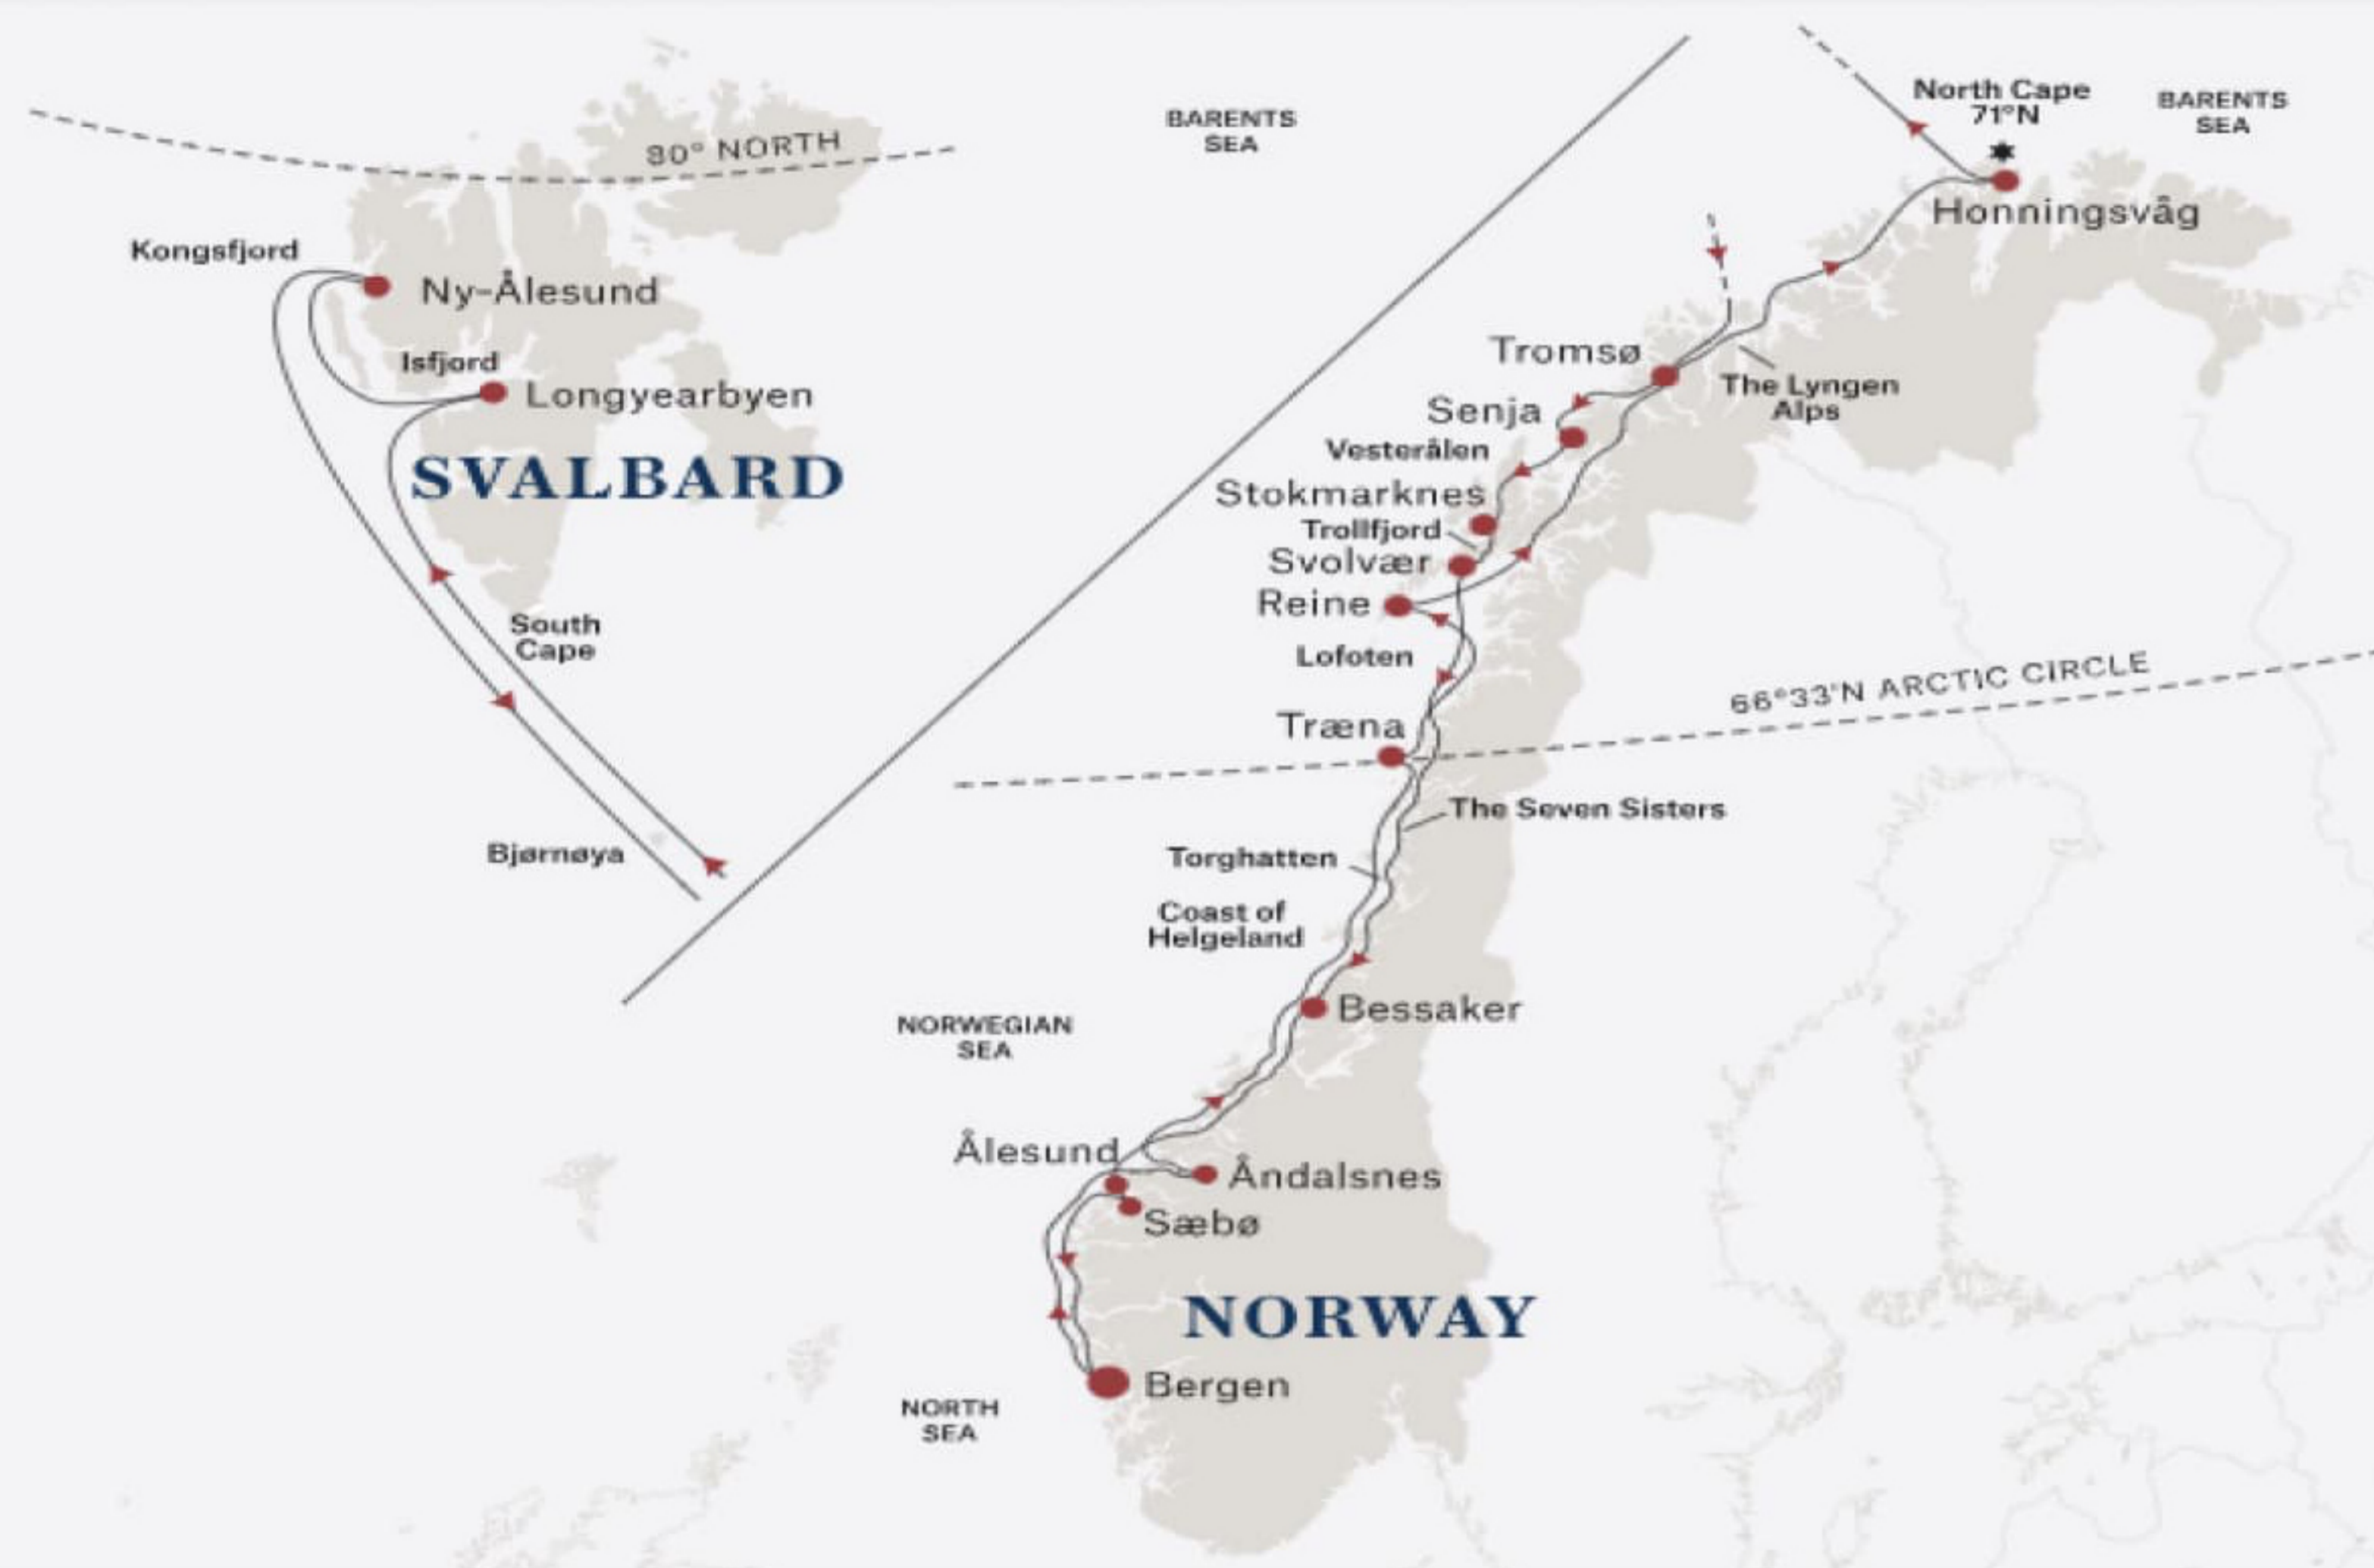 North Cape
71°N
BARENTS
SEA
BARENTS
SEA
80° NORTH
Honningsvåg
Kongsfjord
Ny-Ålesund
Isfjord
Longyearbyen
SVALBARD
Tromsø
The Lyngen
Alps
Senja
Vesterålen
Stokmarknes
Trollfjord
Svolvær
Reine
South
Cape
Lofoten
66°33'N ARCTIC CIRCLE
Træna
The Seven Sisters
Bjørnøya
Torghatten
Coast of
Helgeland
Bessaker
NORWEGIAN
SEA
Ålesund
Åndalsnes
Sæbø
NORWAY
Bergen
NORTH
SEA